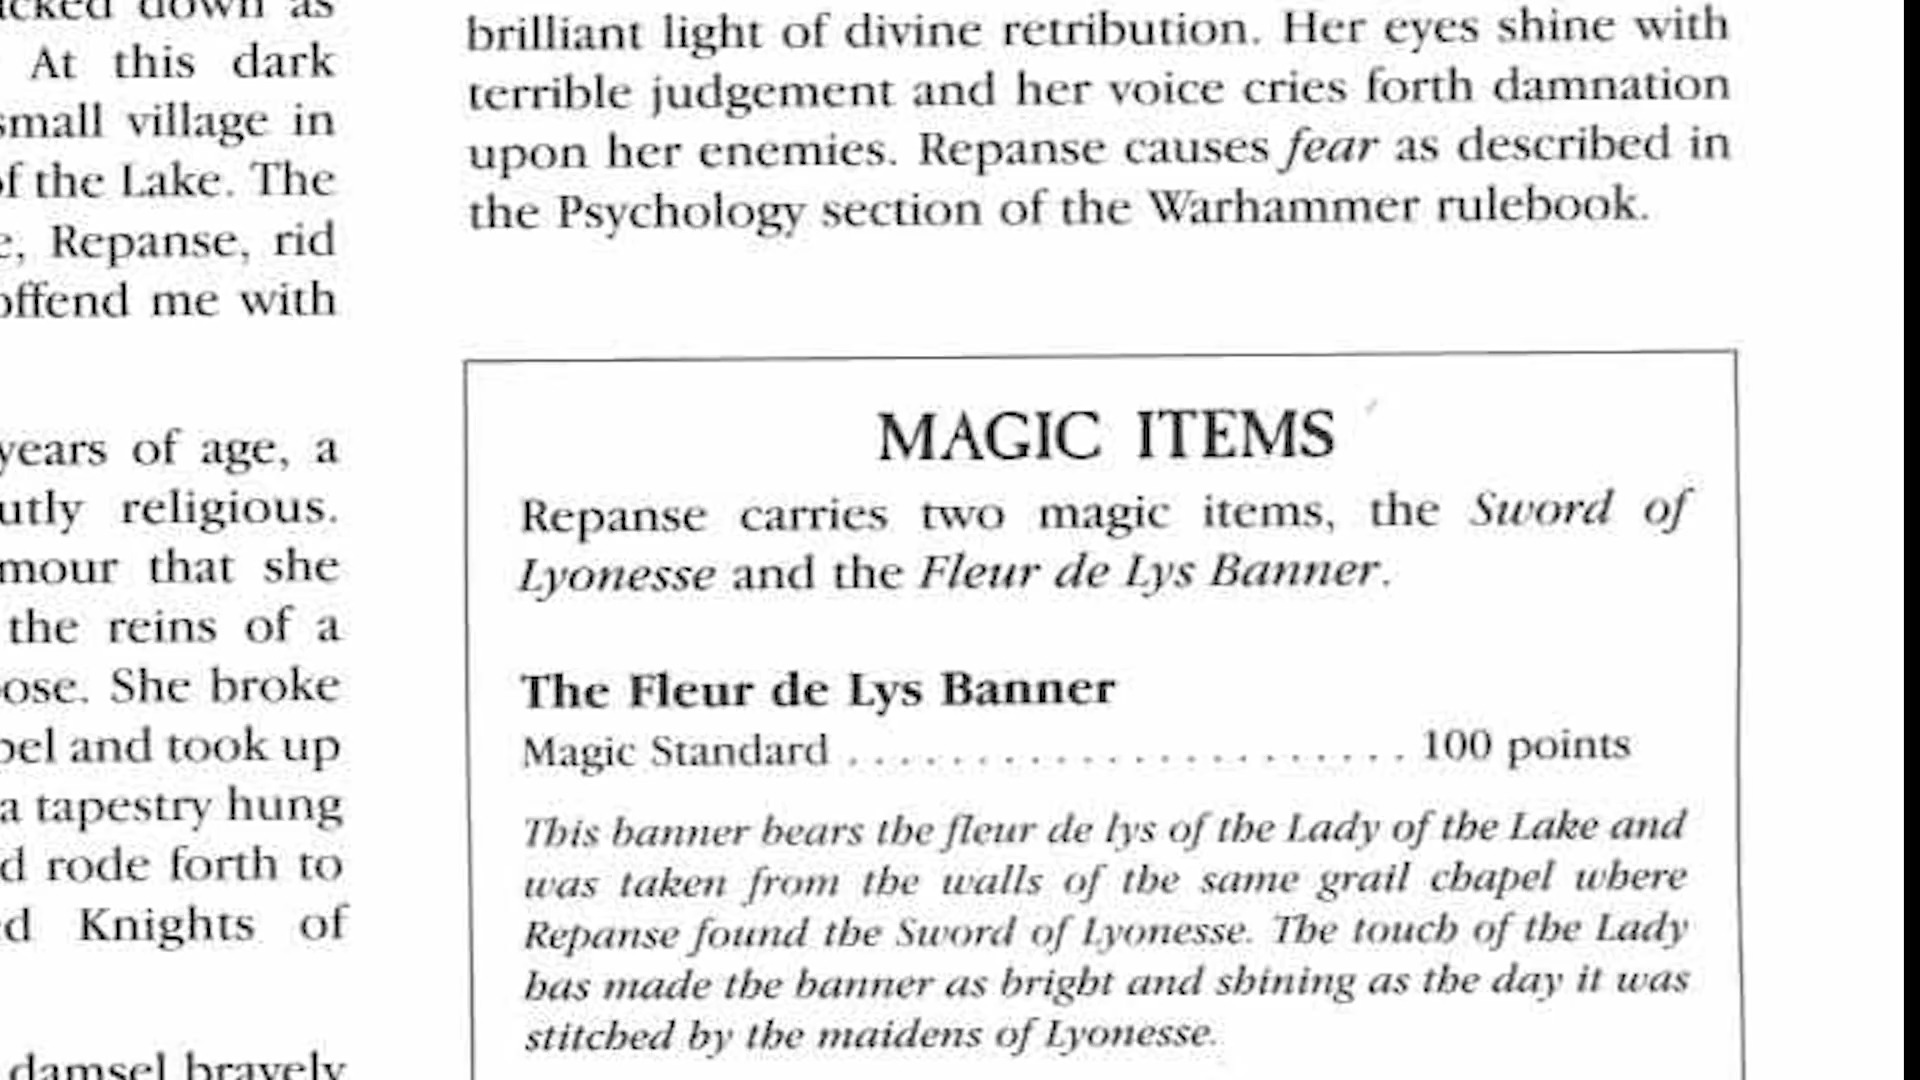 down as
At this dark
small village in
of the Lake. The
Repanse, rid
offend me with
years of age, a
religious.
that she
the reins of a
She broke
and took up
a tapestry hung
rode forth to
Knights of
damsel bravely
brilliant light of divine retribution. Her eyes shine with
terrible judgement and her voice cries forth damnation
upon her enemies. Repanse causes fear as described in
the Psychology section of the Warhammer rulebook.
MAGIC ITEMS
Repanse carries two magic items, the Sword of
Lyonesse and the Fleur de Lys Banner.
The Fleur de Lys Banner
Magic Standard . . . . . . . . . . . . . . . . . . . . . . 100 points
This banner bears the fleur de lys of the Lady of the Lake and
was taken from the walls of the same grail chapel where
Repanse found the Sword of Lyonesse. The touch of the Lady
has made the banner as bright and shining as the day it was
stitched by the maidens of Lyonesse.